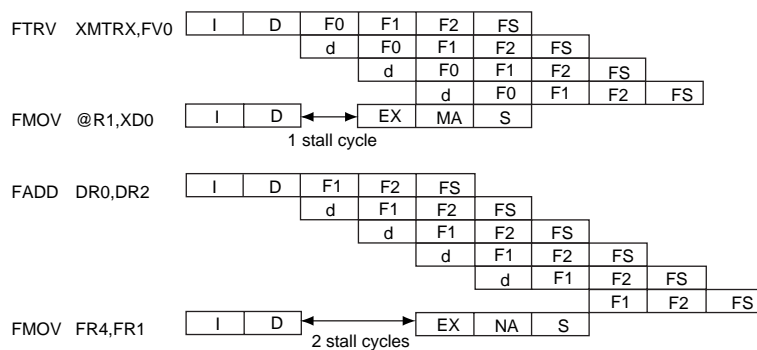 FTRV XMTRX,FV0 I D F0 F1 F2 FS
d F0 F1 F2 FS
d F0 F1 F2 FS
d F0 F1 F2 FS
FMOV @R1,XD0 I D EX MA S
1 stall cycle
FADD DR0,DR2 I D F1 F2 FS
d F1 F2 FS
d F1 F2 FS
d F1 F2 FS
d F1 F2 FS
F1 F2 FS
FMOV FR4,FR1 I D EX NA S
2 stall cycles